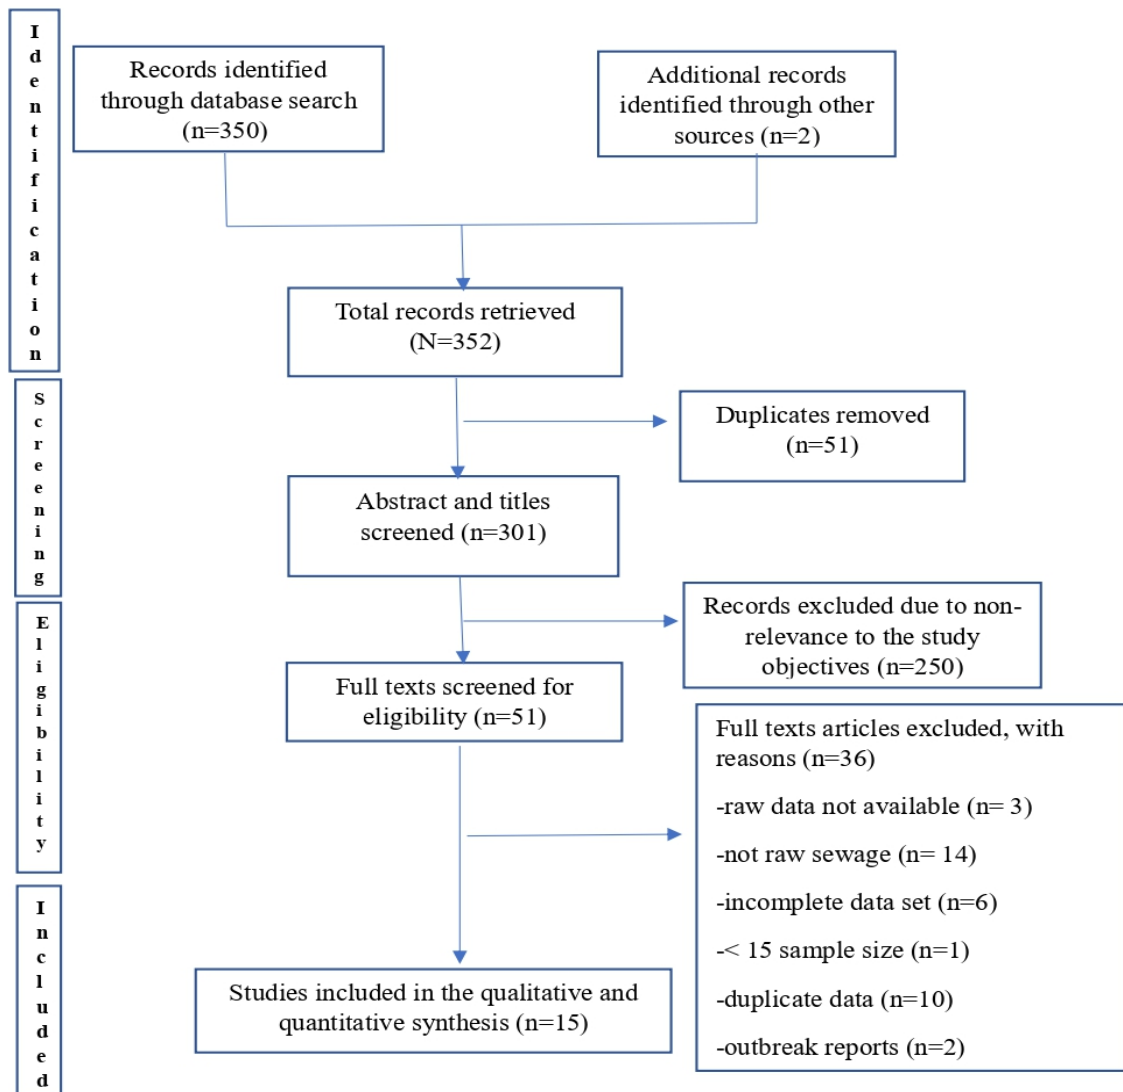 Identification
Records identified
through database search
(n=350)
Additional records
identified through other
sources (n=2)
Total records retrieved
(N=352)
Screening
Duplicates removed
(n=51)
Abstract and titles
screened (n=301)
Eligibility
Records excluded due to non-
relevance to the study
objectives (n=250)
Full texts screened for
eligibility (n=51)
Full texts articles excluded, with
reasons (n=36)
-raw data not available (n= 3)
-not raw sewage (n= 14)
-incomplete data set (n=6)
-< 15 sample size (n=1)
-duplicate data (n=10)
-outbreak reports (n=2)
Included
Studies included in the qualitative and
quantitative synthesis (n=15)